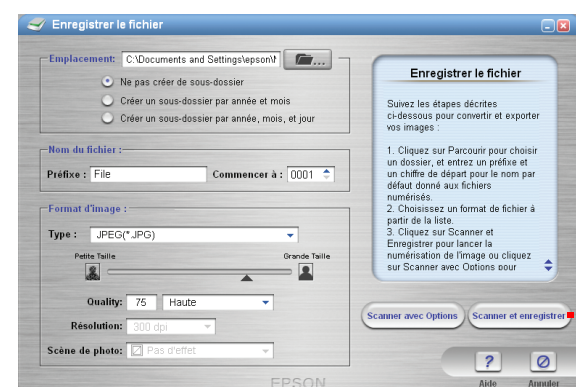 Enregistrer le fichier
Emplacement: C:\Documents and Settings\epson\M ...
Ne pas créer de sous-dossier
Créer un sous-dossier par année et mois
Créer un sous-dossier par année, mois, et jour
Nom du fichier :
Préfixe : File Commencer à : 0001
Format d'image :
Type : JPEG(*.JPG)
Petite Taille Grande Taille
Quality: 75 Haute
Résolution: 300 dpi
Scène de photo: Pas d'effet
Enregistrer le fichier
Suivez les étapes décrites
ci-dessous pour convertir et exporter
vos images :
1. Cliquez sur Parcourir pour choisir
un dossier, et entrez un préfixe et
un chiffre de départ pour le nom par
défaut donné aux fichiers
numérisés.
2. Choisissez un format de fichier à
partir de la liste.
3. Cliquez sur Scanner et
Enregistrer pour lancer la
numérisation de l'image ou cliquez
sur Scanner avec Options pour
Scanner avec Options Scanner et enregistrer
? 
Aide Annuler
EPSON